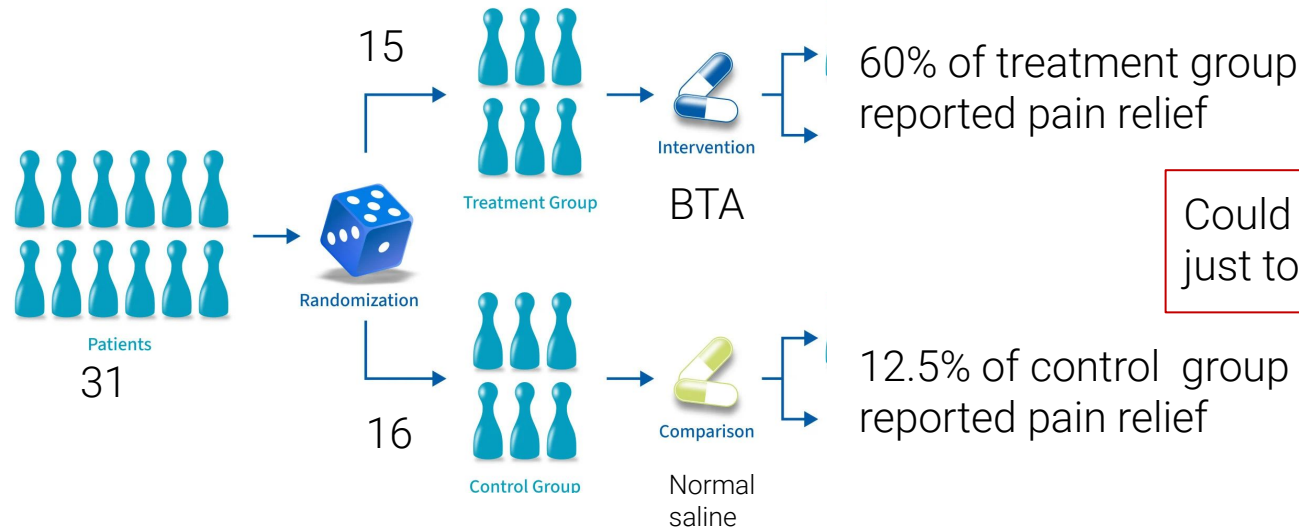 15
60% of treatment group
reported pain relief
Intervention
Treatment Group
BTA
Could
just to
Randomization
Patients
31
12.5% of control  group
reported pain relief
16
Comparison
Control Group
Normal
saline